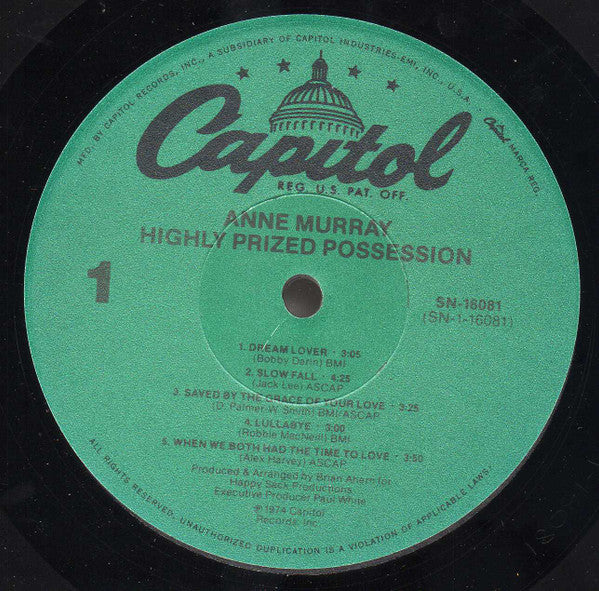 MFD. BY CAPITOL RECORDS, INC., A SUBSIDIARY OF CAPITOL INDUSTRIES-EMI, INC., U.S.A. · Capitol MARCA REG.
Capitol
REG. U.S. PAT. OFF.
ANNE MURRAY
HIGHLY PRIZED POSSESSION
1
SN-16081
(SN-1-16081)
1. DREAM LOVER · 3:05
(Bobby Darin) BMI
2. SLOW FALL · 4:25
(Jack Lee) ASCAP
3. SAVED BY THE GRACE OF YOUR LOVE · 3:25
(D. Palmer-W. Smith) BMI-ASCAP
4. LULLABYE · 3:00
(Robbie MacNeill) BMI
5. WHEN WE BOTH HAD THE TIME TO LOVE · 3:50
(Alex Harvey) ASCAP
Produced & Arranged by Brian Ahern for
Happy Sack Productions
Executive Producer Paul White
℗1974 Capitol
Records, Inc.
ALL RIGHTS RESERVED. UNAUTHORIZED DUPLICATION IS A VIOLATION OF APPLICABLE LAWS.